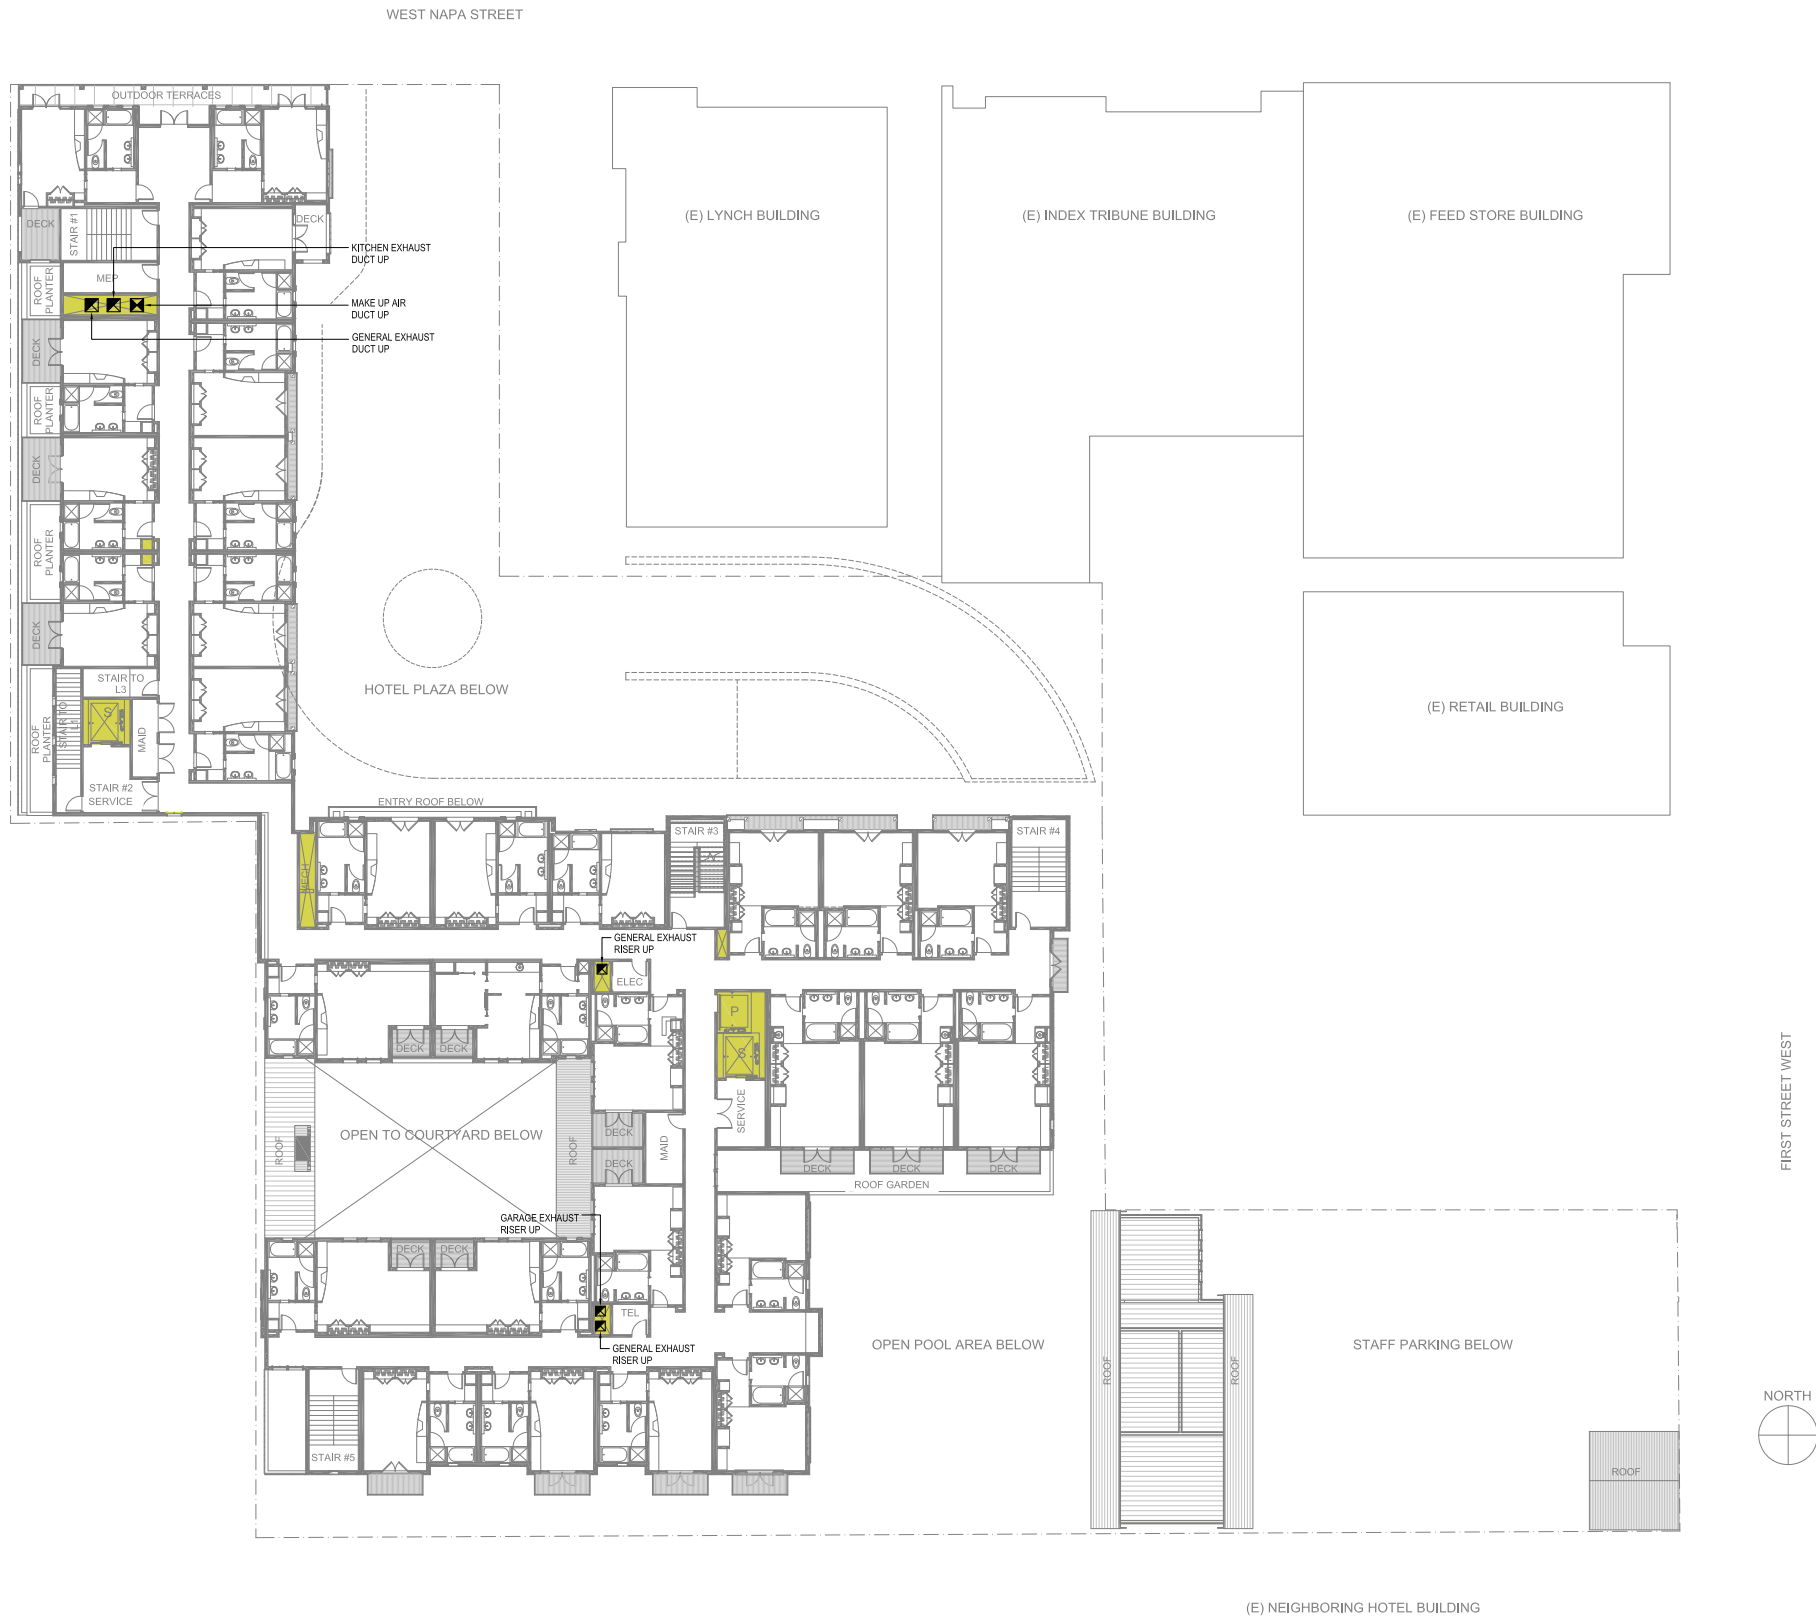 WEST NAPA STREET
OUTDOOR TERRACES
DECK
STAIR #1
DECK
(E) LYNCH BUILDING
(E) INDEX TRIBUNE BUILDING
(E) FEED STORE BUILDING
KITCHEN EXHAUST
DUCT UP
ROOF
PLANTER
MEP
MAKE UP AIR
DUCT UP
GENERAL EXHAUST
DUCT UP
DECK
ROOF
PLANTER
DECK
ROOF
PLANTER
DECK
STAIR TO
L3
HOTEL PLAZA BELOW
(E) RETAIL BUILDING
ROOF
PLANTER
STAIR TO
L1
S
MAID
STAIR #2
SERVICE
ENTRY ROOF BELOW
STAIR #3
STAIR #4
MECH
GENERAL EXHAUST
RISER UP
ELEC
P
S
DECK
DECK
SERVICE
FIRST STREET WEST
ROOF
OPEN TO COURTYARD BELOW
ROOF
DECK
MAID
DECK
DECK
DECK
DECK
ROOF GARDEN
GARAGE EXHAUST
RISER UP
DECK
DECK
TEL
GENERAL EXHAUST
RISER UP
OPEN POOL AREA BELOW
ROOF
ROOF
STAFF PARKING BELOW
NORTH
STAIR #5
ROOF
(E) NEIGHBORING HOTEL BUILDING